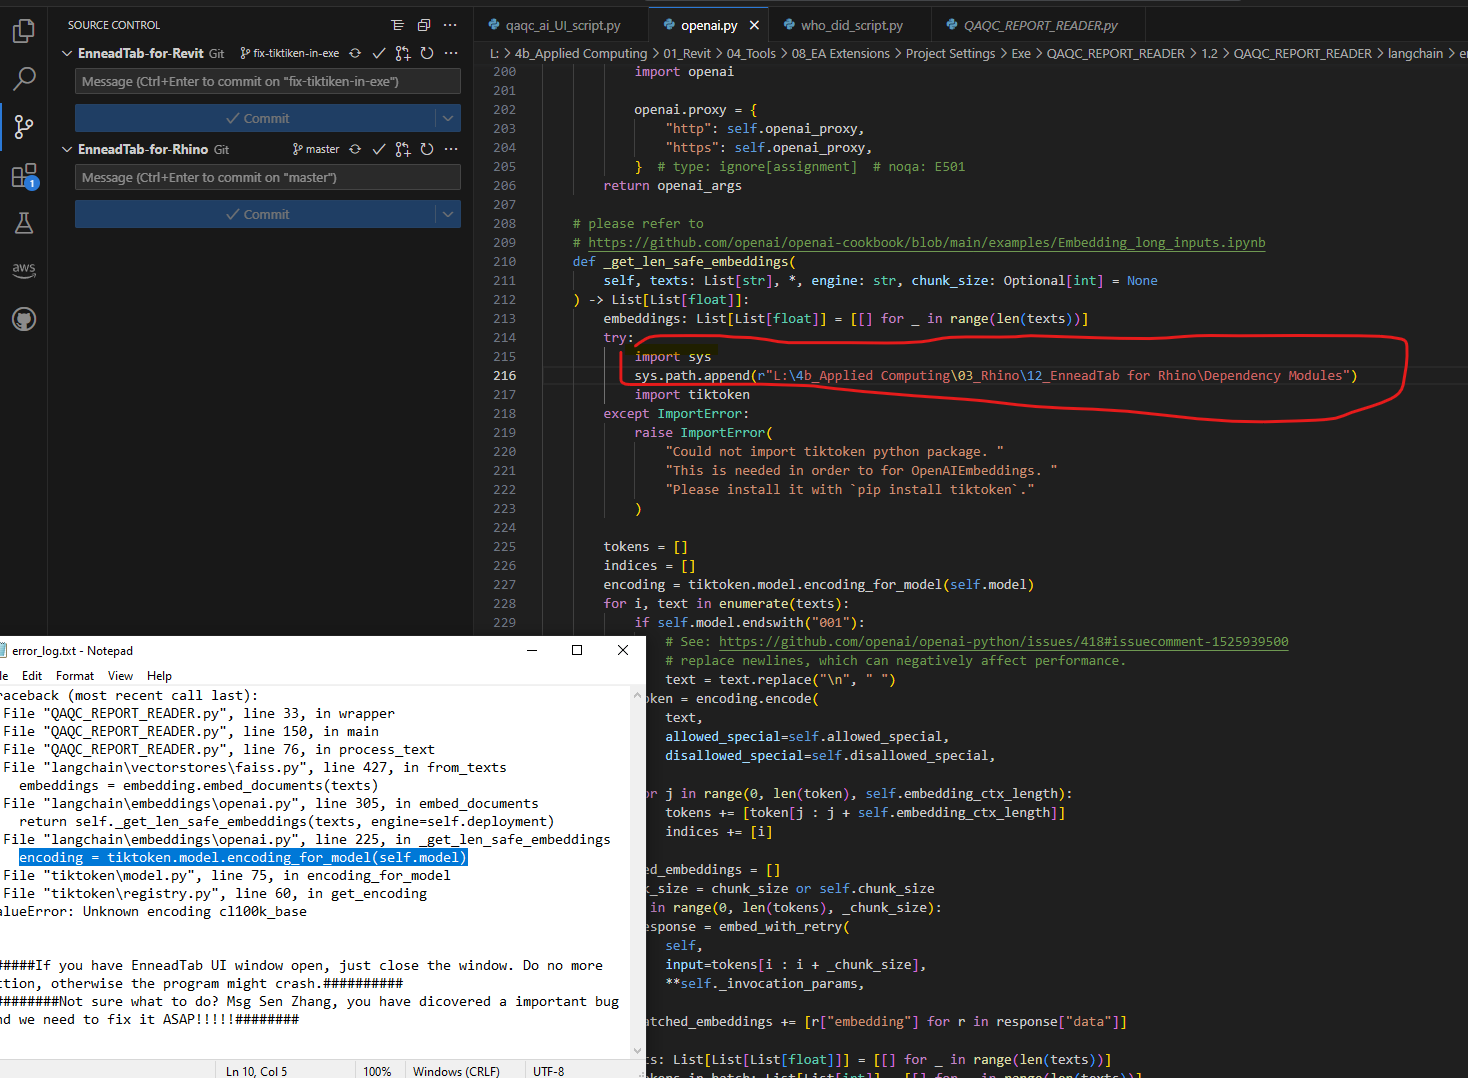 SOURCE CONTROL
EnneadTab-for-Revit Git fix-tiktiken-in-exe
Message (Ctrl+Enter to commit on "fix-tiktiken-in-exe")
Commit
EnneadTab-for-Rhino Git master
Message (Ctrl+Enter to commit on "master")
Commit
1
aws
qaqc_ai_UI_script.py openai.py who_did_script.py QAQC_REPORT_READER.py
L: > 4b_Applied Computing > 01_Revit > 04_Tools > 08_EA Extensions > Project Settings > Exe > QAQC_REPORT_READER > 1.2 > QAQC_REPORT_READER > langchain >
200 import openai
201
202 openai.proxy = {
203 "http": self.openai_proxy,
204 "https": self.openai_proxy,
205 }  # type: ignore[assignment]  # noqa: E501
206 return openai_args
207
208 # please refer to
209 # https://github.com/openai/openai-cookbook/blob/main/examples/Embedding_long_inputs.ipynb
210 def _get_len_safe_embeddings(
211 self, texts: List[str], *, engine: str, chunk_size: Optional[int] = None
212 ) -> List[List[float]]:
213 embeddings: List[List[float]] = [[] for _ in range(len(texts))]
214 try:
215 import sys
216 sys.path.append(r"L:\4b_Applied Computing\03_Rhino\12_EnneadTab for Rhino\Dependency Modules")
217 import tiktoken
218 except ImportError:
219 raise ImportError(
220 "Could not import tiktoken python package. "
221 "This is needed in order to for OpenAIEmbeddings. "
222 "Please install it with `pip install tiktoken`."
223 )
224
225 tokens = []
226 indices = []
227 encoding = tiktoken.model.encoding_for_model(self.model)
228 for i, text in enumerate(texts):
229 if self.model.endswith("001"):
# See: https://github.com/openai/openai-python/issues/418#issuecomment-1525939500
# replace newlines, which can negatively affect performance.
text = text.replace("\n", " ")
oken = encoding.encode(
text,
allowed_special=self.allowed_special,
disallowed_special=self.disallowed_special,
or j in range(0, len(token), self.embedding_ctx_length):
tokens += [token[j : j + self.embedding_ctx_length]]
indices += [i]
ed_embeddings = []
k_size = chunk_size or self.chunk_size
in range(0, len(tokens), _chunk_size):
esponse = embed_with_retry(
self,
input=tokens[i : i + _chunk_size],
**self._invocation_params,
atched_embeddings += [r["embedding"] for r in response["data"]]
ts: List[List[List[float]]] = [[] for _ in range(len(texts))]
okens_in_batch: List[List[int]] = [[] for _ in range(len(texts))]
error_log.txt - Notepad
le Edit Format View Help
raceback (most recent call last):
File "QAQC_REPORT_READER.py", line 33, in wrapper
File "QAQC_REPORT_READER.py", line 150, in main
File "QAQC_REPORT_READER.py", line 76, in process_text
File "langchain\vectorstores\faiss.py", line 427, in from_texts
embeddings = embedding.embed_documents(texts)
File "langchain\embeddings\openai.py", line 305, in embed_documents
return self._get_len_safe_embeddings(texts, engine=self.deployment)
File "langchain\embeddings\openai.py", line 225, in _get_len_safe_embeddings
encoding = tiktoken.model.encoding_for_model(self.model)
File "tiktoken\model.py", line 75, in encoding_for_model
File "tiktoken\registry.py", line 60, in get_encoding
alueError: Unknown encoding cl100k_base
#####If you have EnneadTab UI window open, just close the window. Do no more
ction, otherwise the program might crash.##########
########Not sure what to do? Msg Sen Zhang, you have dicovered a important bug
nd we need to fix it ASAP!!!!!########
Ln 10, Col 5 100% Windows (CRLF) UTF-8